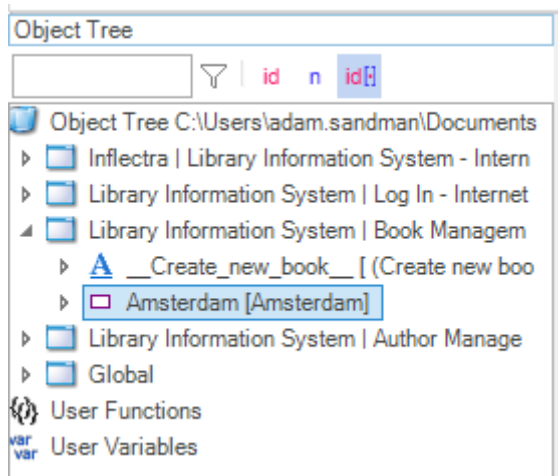 Object Tree
id n id[·]
Object Tree C:\Users\adam.sandman\Documents
Inflectra | Library Information System - Intern
Library Information System | Log In - Internet
Library Information System | Book Managem
A __Create_new_book__ [ (Create new boo
Amsterdam [Amsterdam]
Library Information System | Author Manage
Global
{()} User Functions
var var User Variables